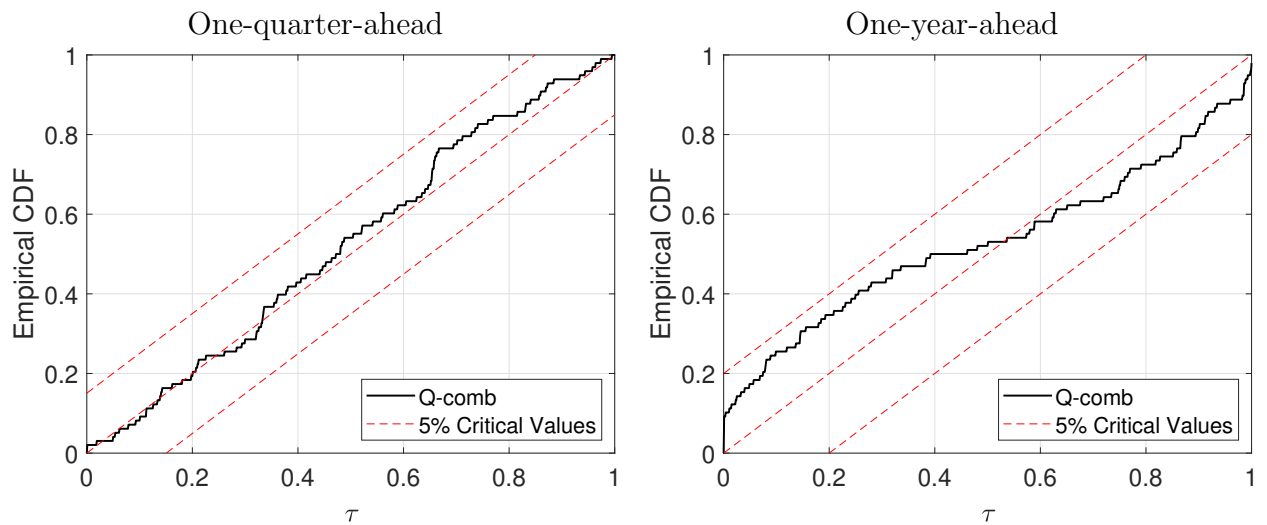 One-quarter-ahead
1
0.8
0.6
0.4
0.2
0
Empirical CDF
Q-comb
5% Critical Values
0 0.2 0.4 0.6 0.8 1
τ
One-year-ahead
1
0.8
0.6
0.4
0.2
0
Empirical CDF
Q-comb
5% Critical Values
0 0.2 0.4 0.6 0.8 1
τ